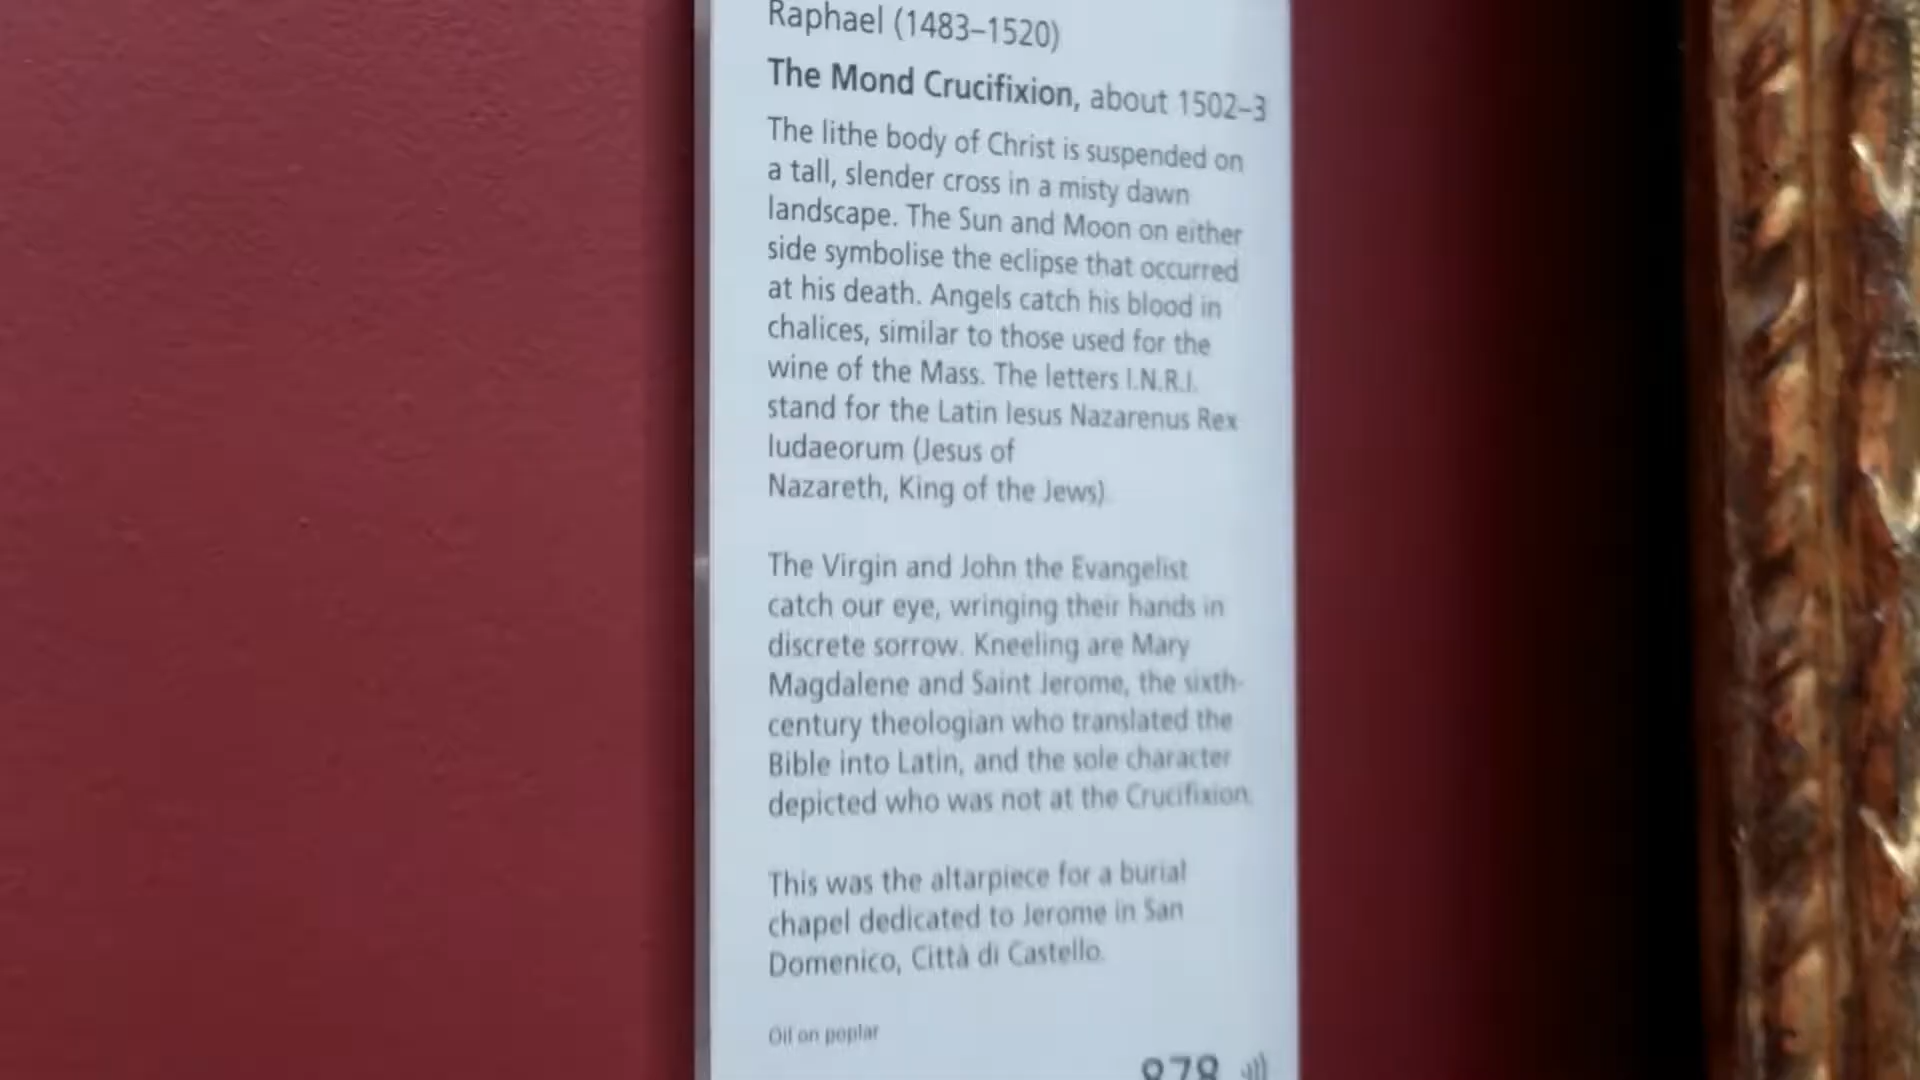 Raphael (1483–1520)
The Mond Crucifixion, about 1502–3
The lithe body of Christ is suspended on
a tall, slender cross in a misty dawn
landscape. The Sun and Moon on either
side symbolise the eclipse that occurred
at his death. Angels catch his blood in
chalices, similar to those used for the
wine of the Mass. The letters I.N.R.I.
stand for the Latin Iesus Nazarenus Rex
Iudaeorum (Jesus of
Nazareth, King of the Jews).
The Virgin and John the Evangelist
catch our eye, wringing their hands in
discrete sorrow. Kneeling are Mary
Magdalene and Saint Jerome, the sixth-
century theologian who translated the
Bible into Latin, and the sole character
depicted who was not at the Crucifixion.
This was the altarpiece for a burial
chapel dedicated to Jerome in San
Domenico, Città di Castello.
Oil on poplar
878